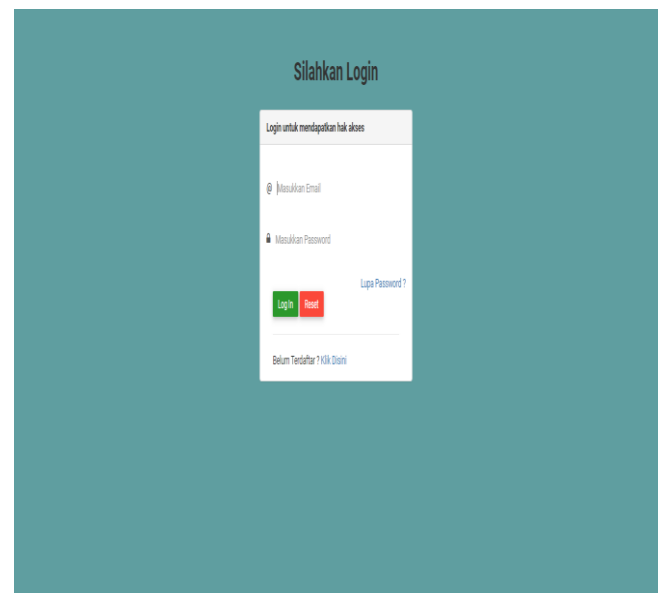 Silahkan Login
Login untuk mendapatkan hak akses
@ Masukkan Email
Masukkan Password
Lupa Password ?
Log In Reset
Belum Terdaftar ? Klik Disini